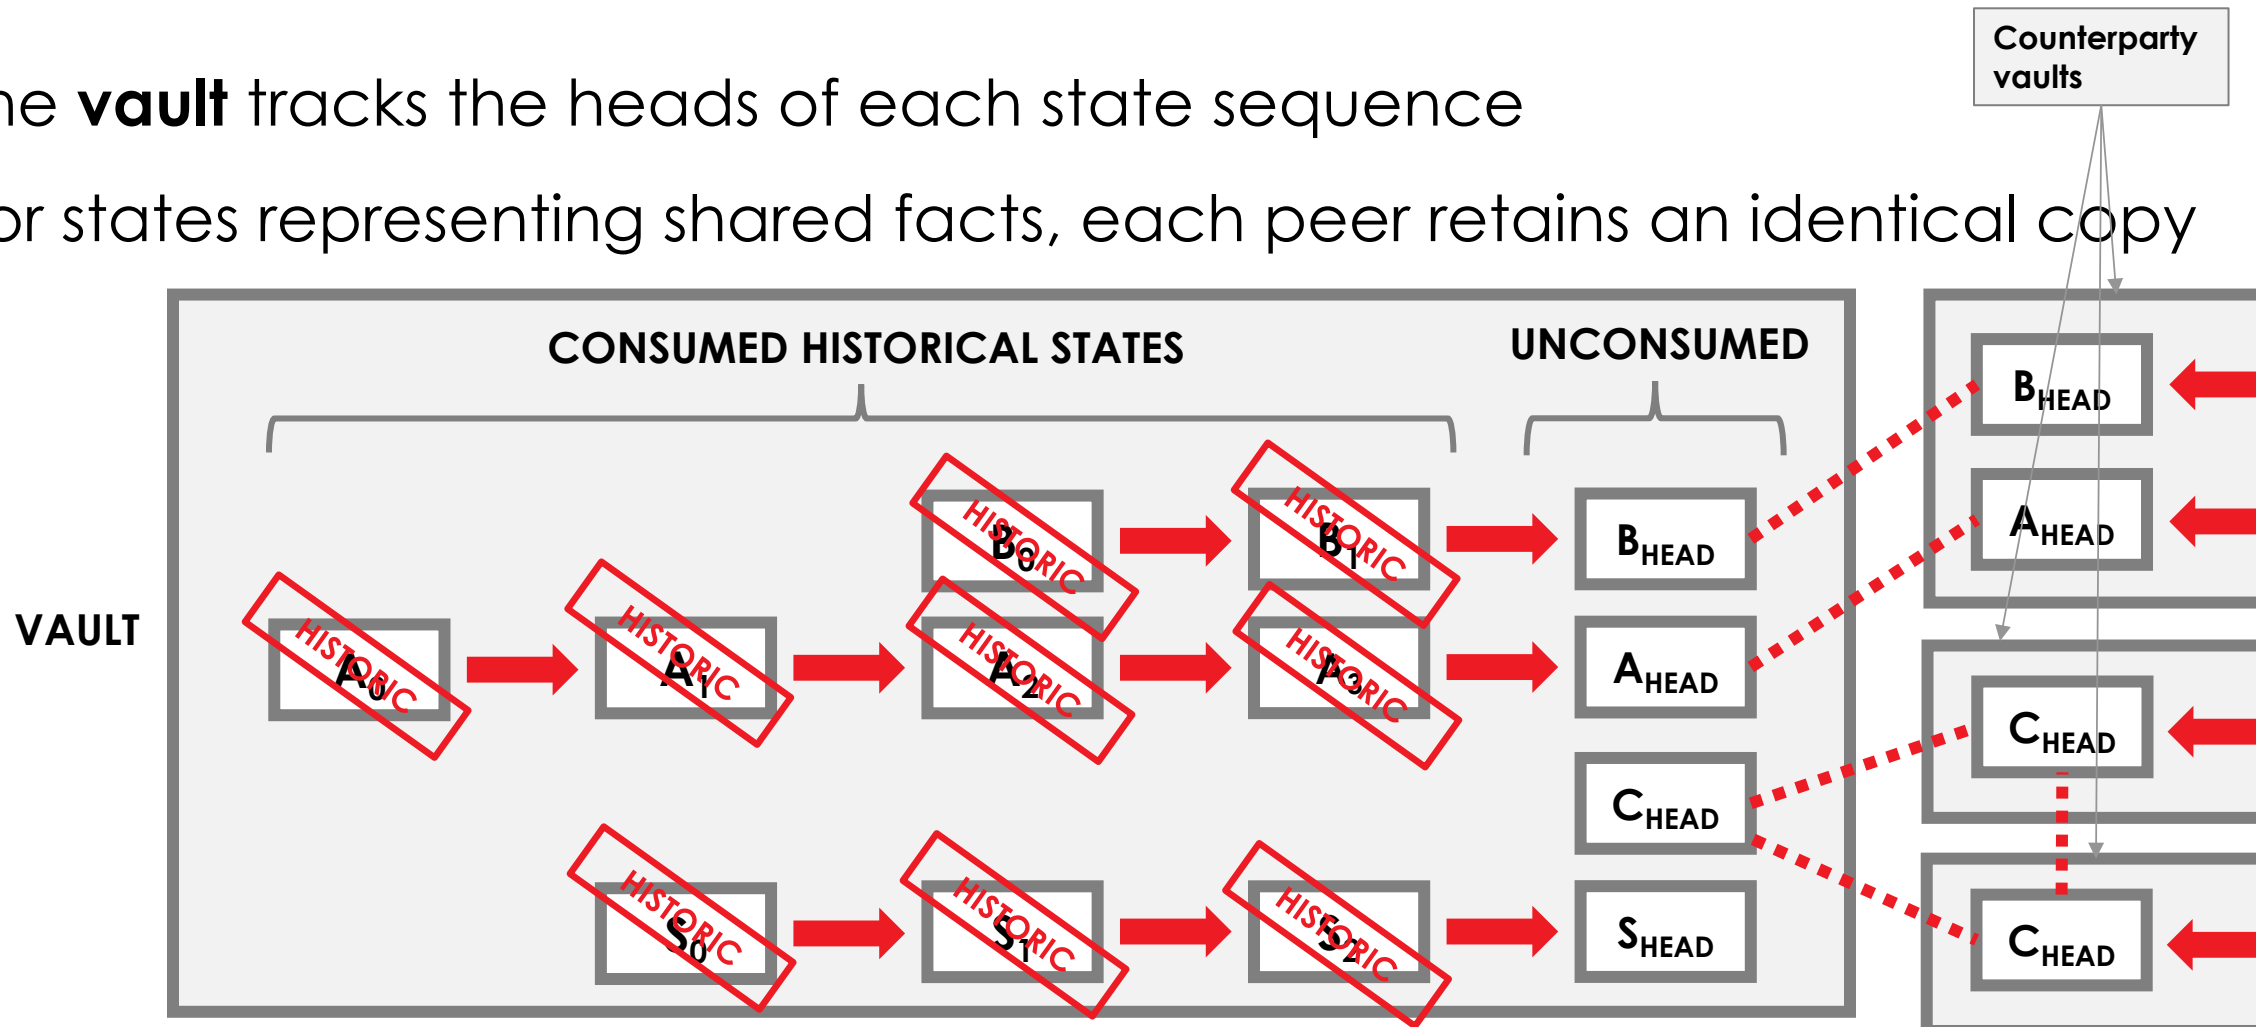 Counterparty
vaults
he vault tracks the heads of each state sequence
or states representing shared facts, each peer retains an identical copy
CONSUMED HISTORICAL STATES
UNCONSUMED
VAULT
B0 HISTORIC
B1 HISTORIC
BHEAD
A0 HISTORIC
A1 HISTORIC
A2 HISTORIC
A3 HISTORIC
AHEAD
CHEAD
S0 HISTORIC
S1 HISTORIC
S2 HISTORIC
SHEAD
BHEAD
AHEAD
CHEAD
CHEAD